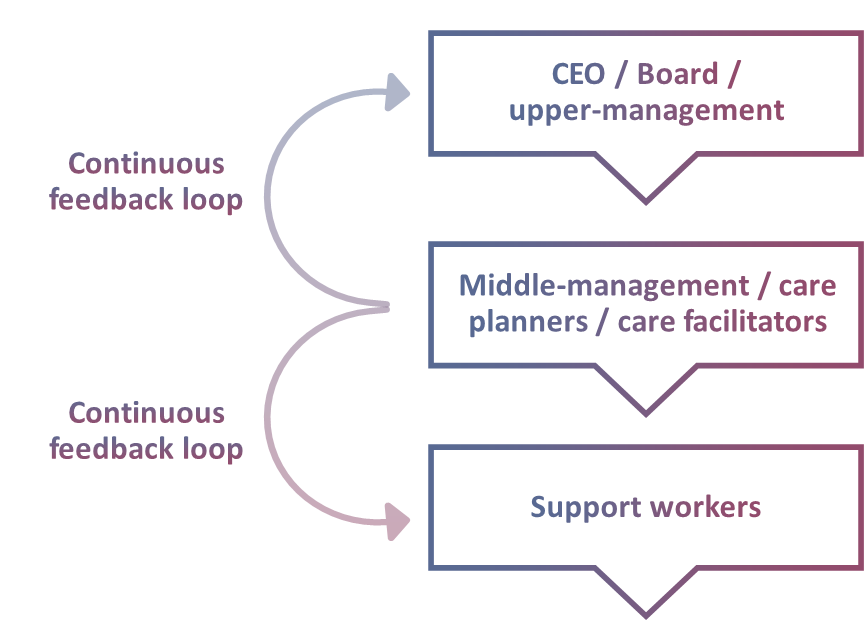 CEO / Board /
upper-management
Continuous
feedback loop
Middle-management / care
planners / care facilitators
Continuous
feedback loop
Support workers